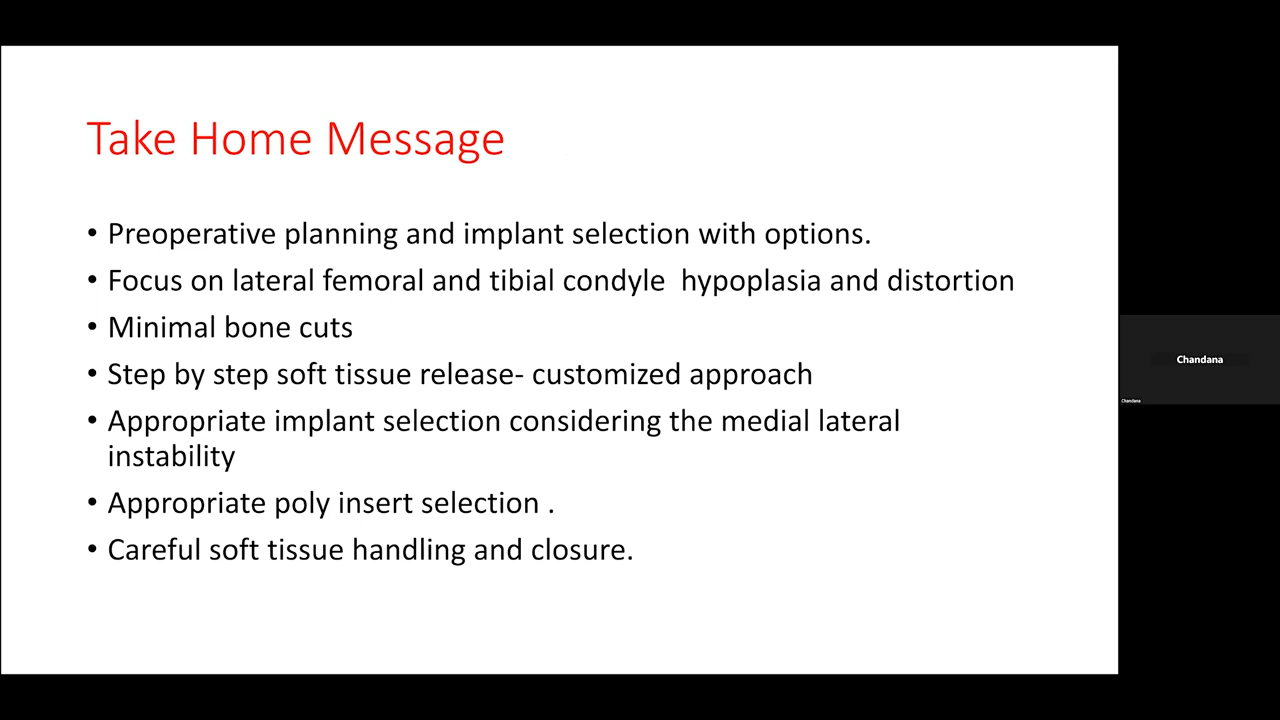 Take Home Message
• Preoperative planning and implant selection with options.
• Focus on lateral femoral and tibial condyle  hypoplasia and distortion
• Minimal bone cuts
• Step by step soft tissue release- customized approach
• Appropriate implant selection considering the medial lateral
instability
• Appropriate poly insert selection .
• Careful soft tissue handling and closure.
Chandana
Chandana